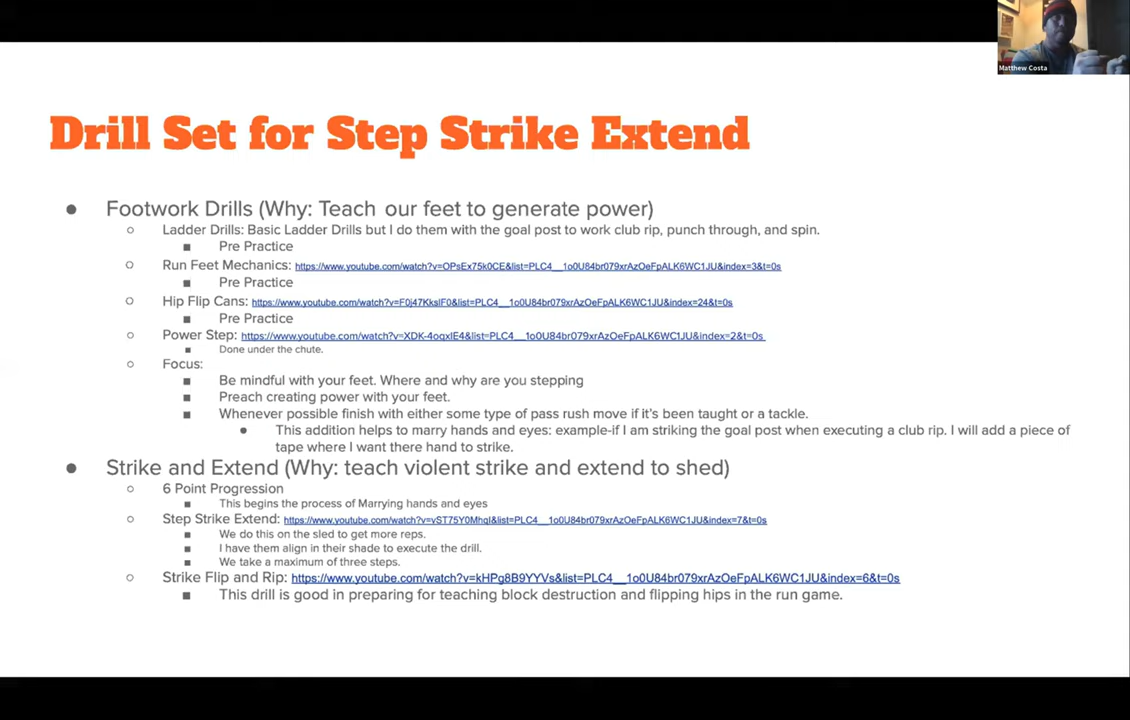 Matthew Costa
Drill Set for Step Strike Extend
● Footwork Drills (Why: Teach our feet to generate power)
○ Ladder Drills: Basic Ladder Drills but I do them with the goal post to work club rip, punch through, and spin.
■ Pre Practice
○ Run Feet Mechanics: https://www.youtube.com/watch?v=OPsEx75k0CE&list=PLC4__1o0U84br079xrAzOeFpALK6WC1JU&index=3&t=0s
■ Pre Practice
○ Hip Flip Cans: https://www.youtube.com/watch?v=F0j47KkslF0&list=PLC4__1o0U84br079xrAzOeFpALK6WC1JU&index=24&t=0s
■ Pre Practice
○ Power Step: https://www.youtube.com/watch?v=XDK-4oqxlE4&list=PLC4__1o0U84br079xrAzOeFpALK6WC1JU&index=2&t=0s
■ Done under the chute.
○ Focus:
■ Be mindful with your feet. Where and why are you stepping
■ Preach creating power with your feet.
■ Whenever possible finish with either some type of pass rush move if it's been taught or a tackle.
● This addition helps to marry hands and eyes: example-if I am striking the goal post when executing a club rip. I will add a piece of
tape where I want there hand to strike.
● Strike and Extend (Why: teach violent strike and extend to shed)
○ 6 Point Progression
■ This begins the process of Marrying hands and eyes
○ Step Strike Extend: https://www.youtube.com/watch?v=vST75Y0MhqI&list=PLC4__1o0U84br079xrAzOeFpALK6WC1JU&index=7&t=0s
■ We do this on the sled to get more reps.
■ I have them align in their shade to execute the drill.
■ We take a maximum of three steps.
○ Strike Flip and Rip: https://www.youtube.com/watch?v=kHPg8B9YYVs&list=PLC4__1o0U84br079xrAzOeFpALK6WC1JU&index=6&t=0s
■ This drill is good in preparing for teaching block destruction and flipping hips in the run game.